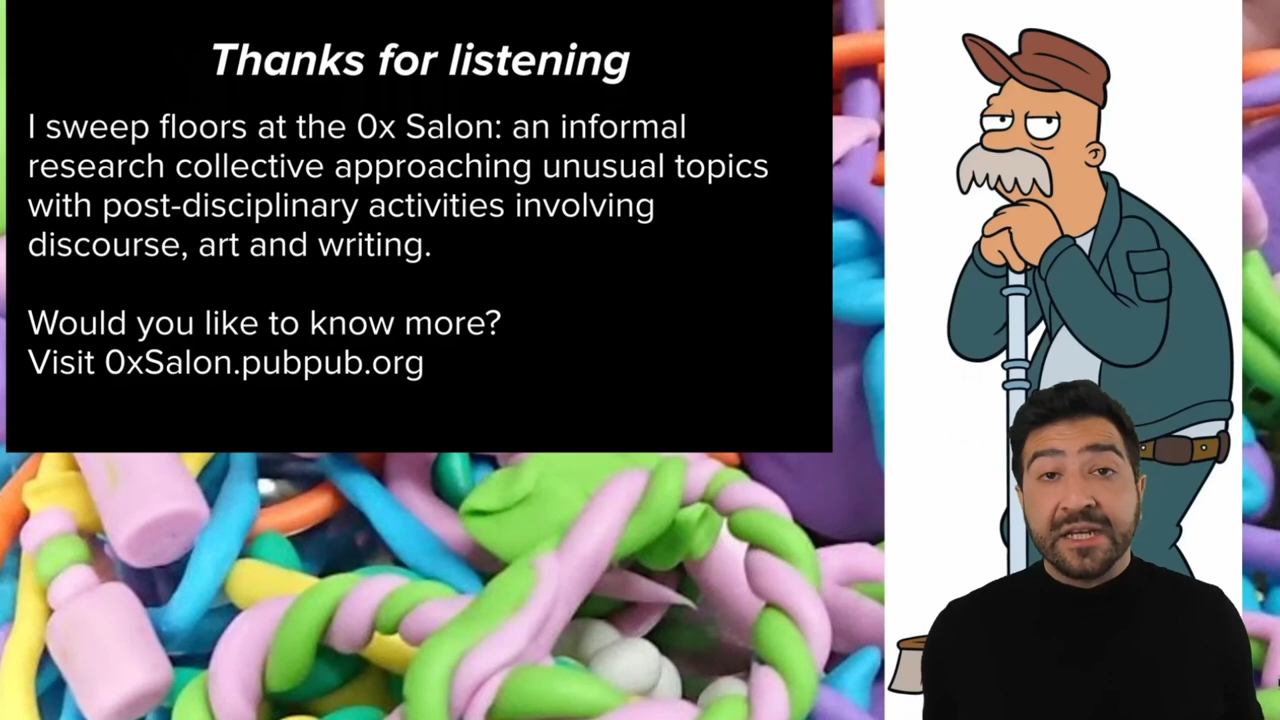 Thanks for listening
I sweep floors at the 0x Salon: an informal
research collective approaching unusual topics
with post-disciplinary activities involving
discourse, art and writing.
Would you like to know more?
Visit 0xSalon.pubpub.org